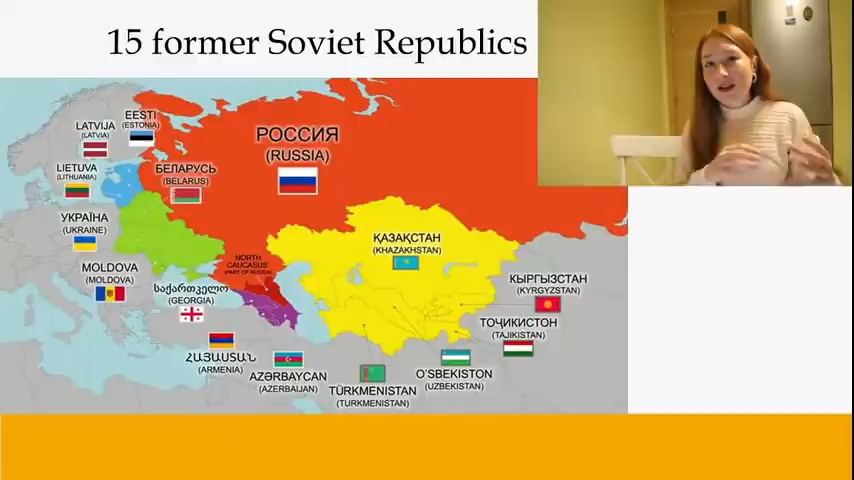 15 former Soviet Republics
EESTI
(ESTONIA)
LATVIJA
(LATVIA)
РОССИЯ
(RUSSIA)
LIETUVA
(LITHUANIA)
БЕЛАРУСЬ
(BELARUS)
УКРАЇНА
(UKRAINE)
ҚАЗАҚСТАН
(KHAZAKHSTAN)
MOLDOVA
(MOLDOVA)
NORTH
CAUCASUS
(PART OF RUSSIA)
КЫРГЫЗСТАН
(KYRGYZSTAN)
საქართველო
(GEORGIA)
ТОҶИКИСТОН
(TAJIKISTAN)
ՀԱՅԱՍՏԱՆ
(ARMENIA)
AZƏRBAYCAN
(AZERBAIJAN)
O'SBEKISTON
(UZBEKISTAN)
TÜRKMENISTAN
(TURKMENISTAN)